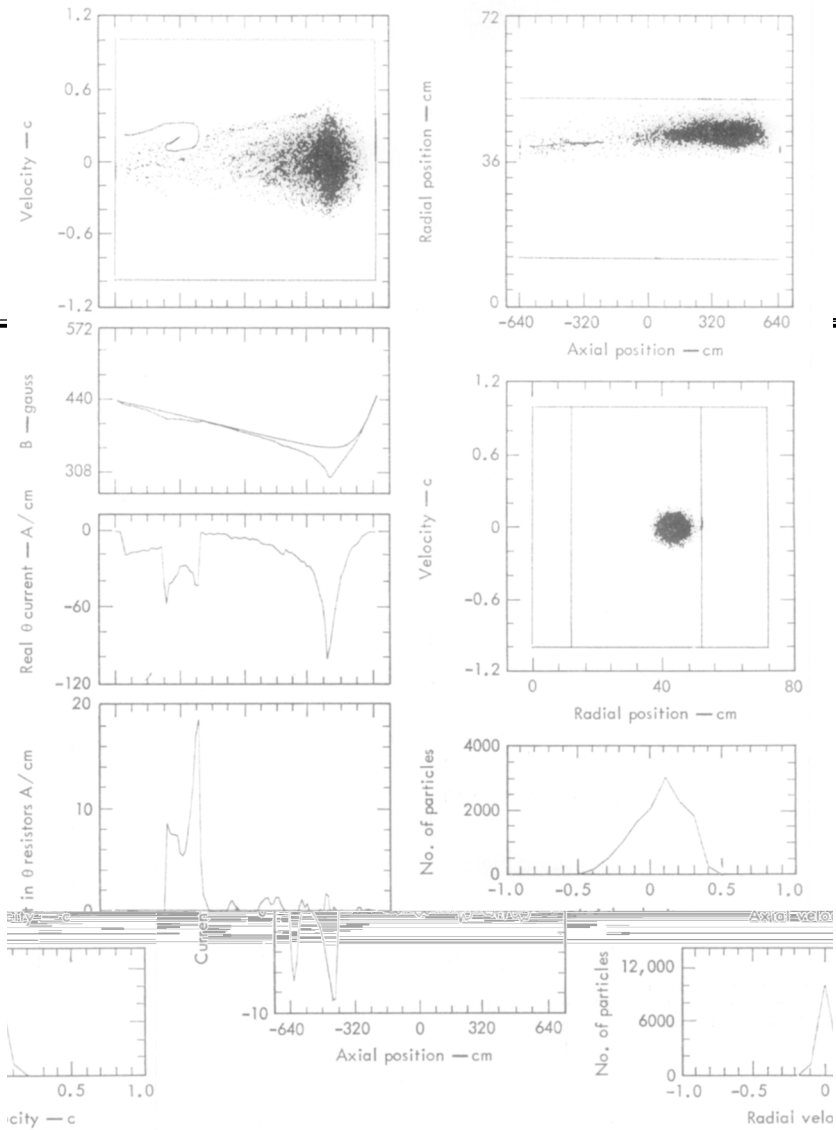 1.2
0.6
0
-0.6
-1.2
Velocity — c
572
440
308
B — gauss
0
-60
-120
Real θ current — A/cm
20
10
0
t in θ resistors A/cm
Current
-10
-640 -320 0 320 640
Axial position — cm
72
36
0
Radial position — cm
-640 -320 0 320 640
Axial position — cm
1.2
0.6
0
-0.6
-1.2
Velocity — c
0 40 80
Radial position — cm
4000
2000
0
No. of particles
-1.0 -0.5 0 0.5 1.0
city — c
Axial velo
0.5 1.0
city — c
12,000
6000
0
No. of particles
-1.0 -0.5 0
Radial velo